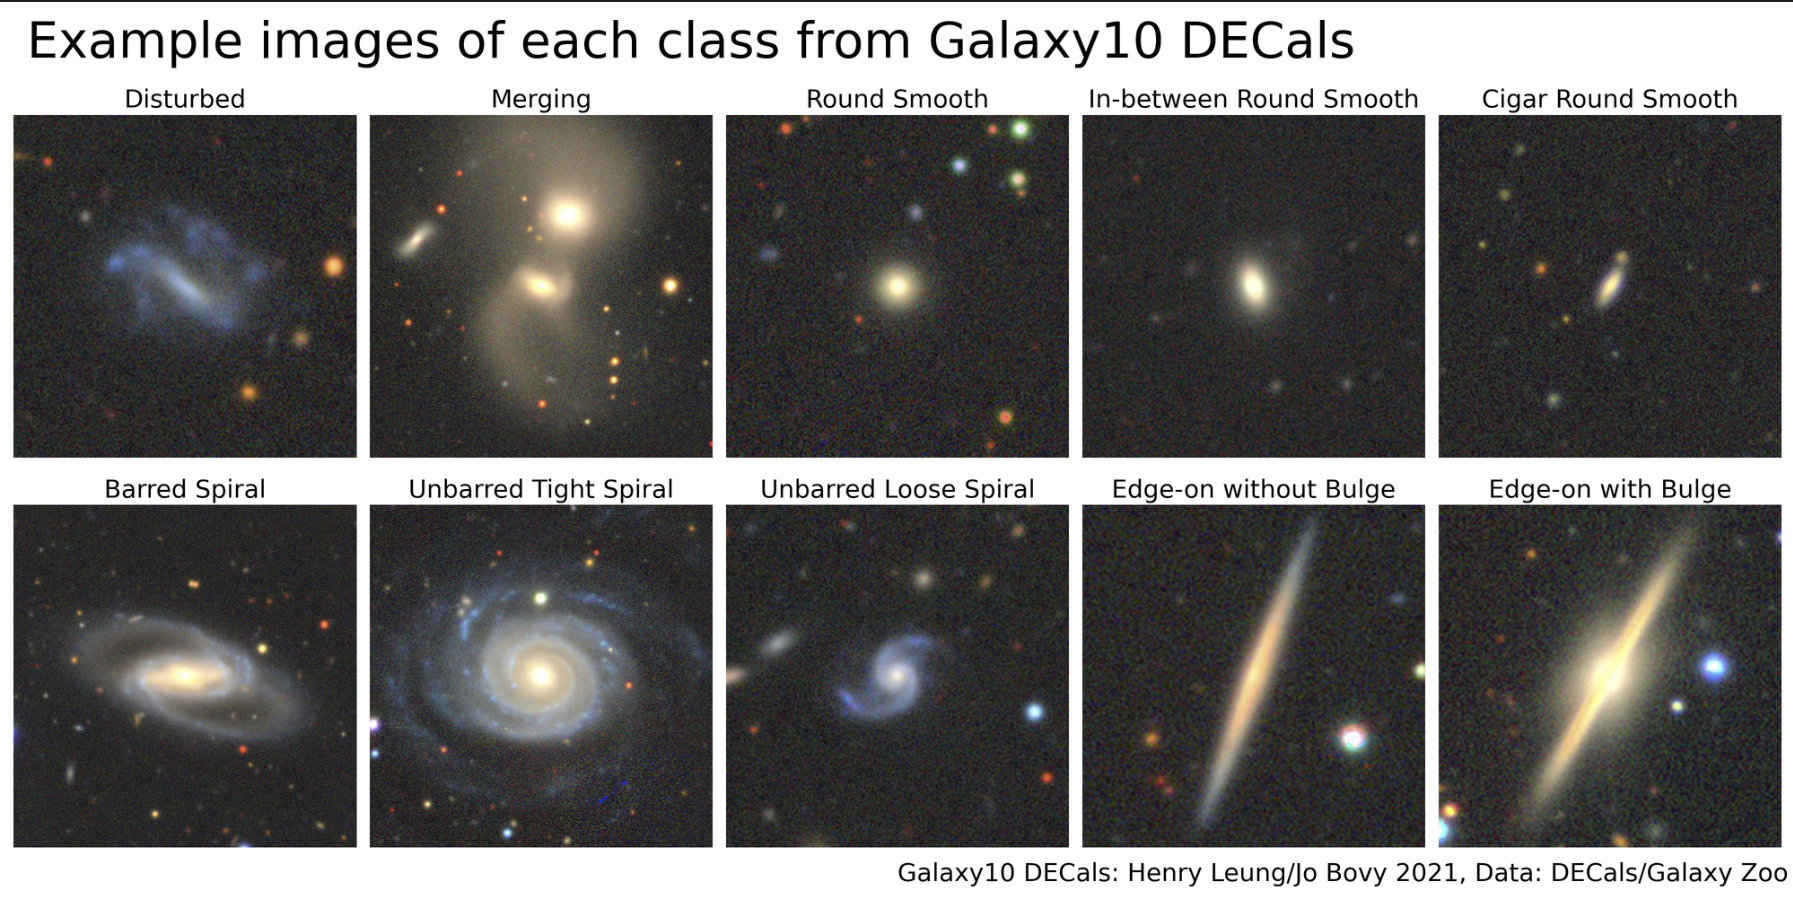 Example images of each class from Galaxy10 DECals
Disturbed
Merging
Round Smooth
In-between Round Smooth
Cigar Round Smooth
Barred Spiral
Unbarred Tight Spiral
Unbarred Loose Spiral
Edge-on without Bulge
Edge-on with Bulge
Galaxy10 DECals: Henry Leung/Jo Bovy 2021, Data: DECals/Galaxy Zoo